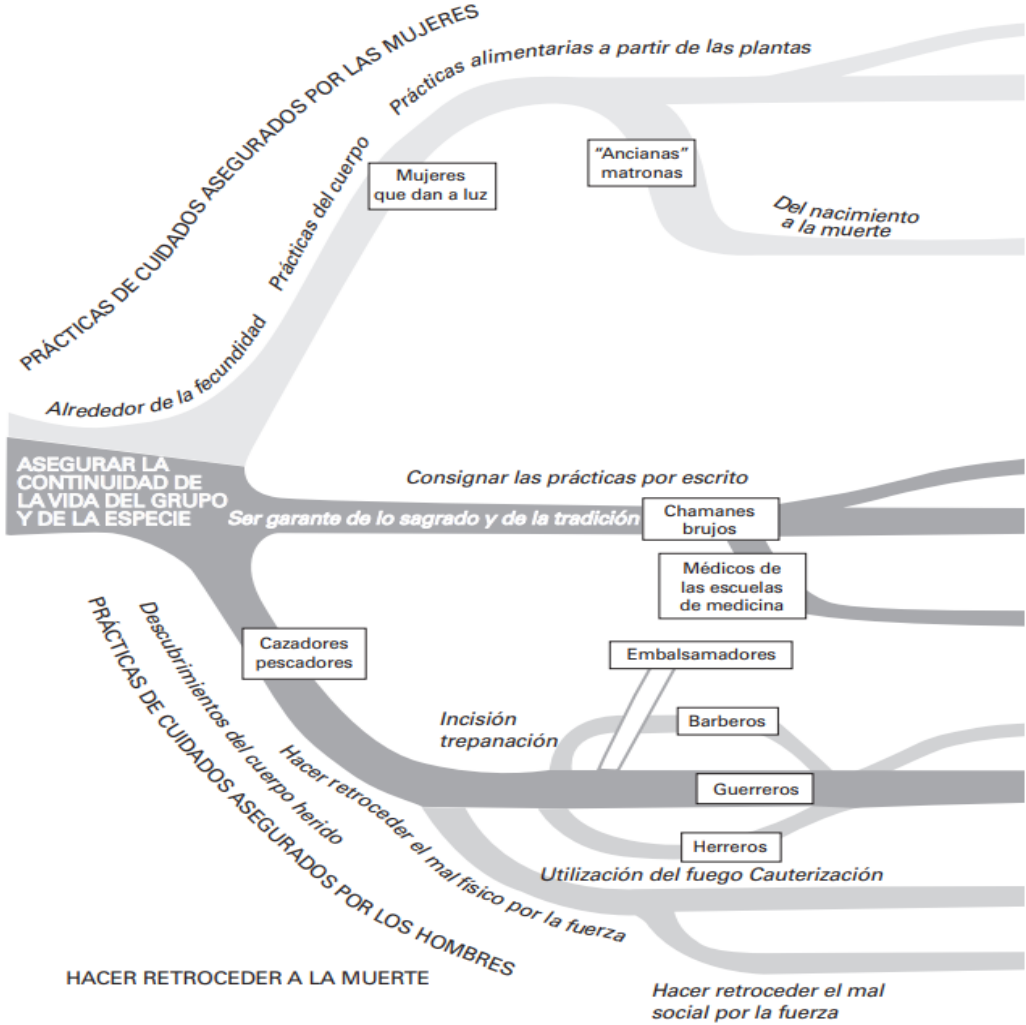 PRÁCTICAS DE CUIDADOS ASEGURADOS POR LAS MUJERES
Prácticas alimentarias a partir de las plantas
Prácticas del cuerpo
Alrededor de la fecundidad
Mujeres
que dan a luz
“Ancianas”
matronas
Del nacimiento
a la muerte
ASEGURAR LA
CONTINUIDAD DE
LA VIDA DEL GRUPO
Y DE LA ESPECIE
Consignar las prácticas por escrito
Ser garante de lo sagrado y de la tradición
Chamanes
brujos
Médicos de
las escuelas
de medicina
Cazadores
pescadores
Embalsamadores
Incisión
trepanación
Barberos
Guerreros
Herreros
Utilización del fuego Cauterización
Descubrimientos del cuerpo herido
Hacer retroceder el mal físico por la fuerza
PRÁCTICAS DE CUIDADOS ASEGURADOS POR LOS HOMBRES
HACER RETROCEDER A LA MUERTE
Hacer retroceder el mal
social por la fuerza